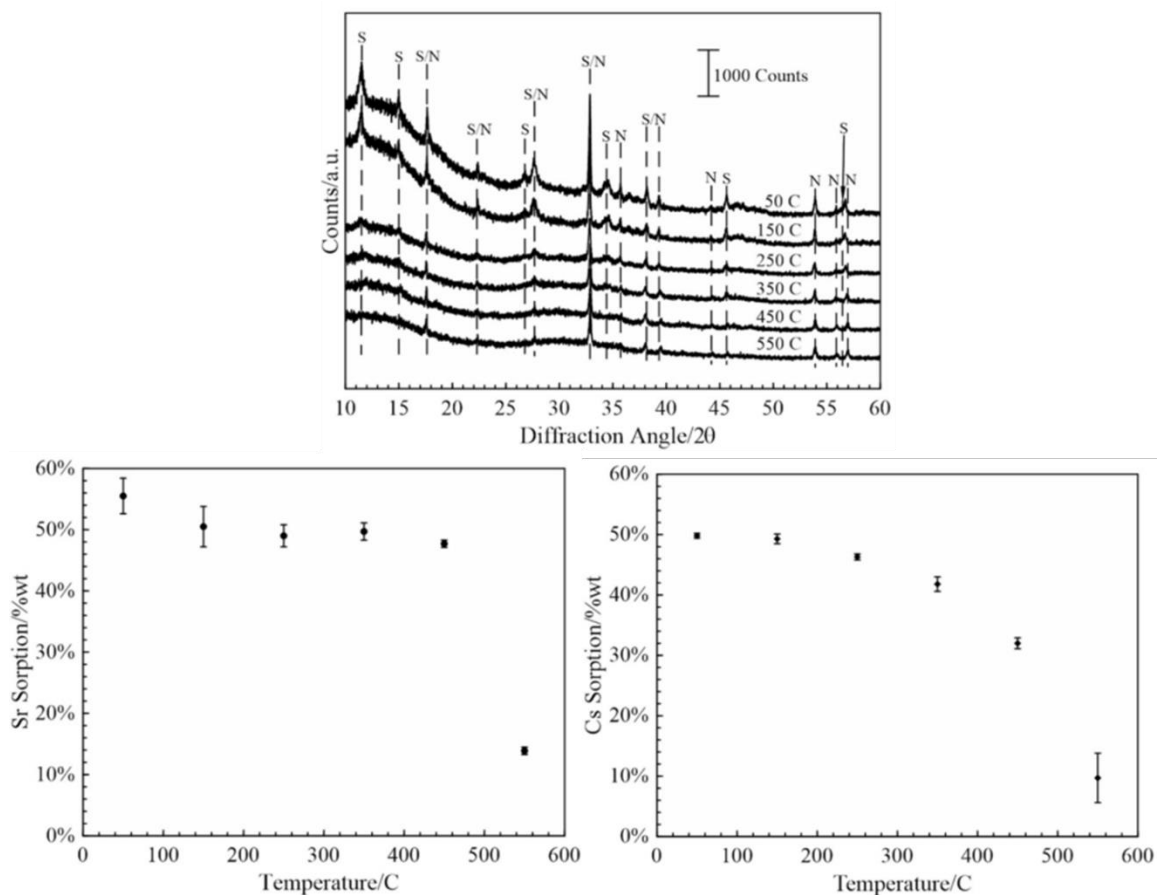 S
S
S/N
S/N
S
S/N
S/N
S N
S/N
N
S
N
S
N
N
1000 Counts
50 C
150 C
250 C
350 C
450 C
550 C
Counts/a.u.
10 15 20 25 30 35 40 45 50 55 60
Diffraction Angle/2θ
60%
50%
40%
30%
20%
10%
0%
Sr Sorption/%wt
0 100 200 300 400 500 600
Temperature/C
60%
50%
40%
30%
20%
10%
0%
Cs Sorption/%wt
0 100 200 300 400 500 600
Temperature/C